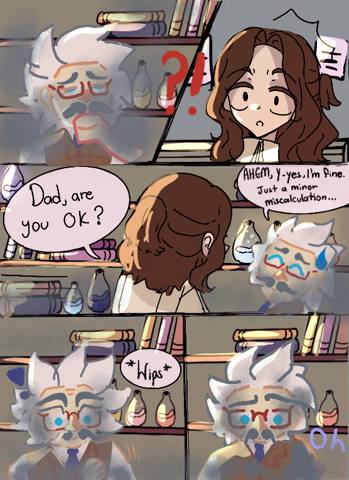 ?!
Dad, are
you OK?
AHEM, Y-yes, I'm fine.
Just a minor
miscalculation...
*Wips*
Oh